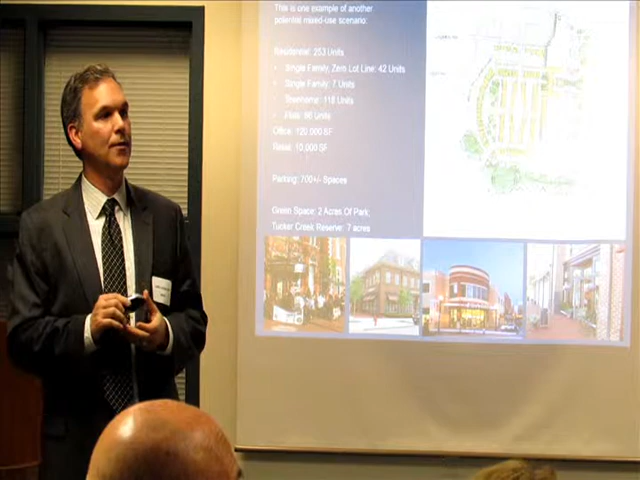 This is one example of another
potential mixed-use scenario:
Residential: 253 Units
- Single Family, Zero Lot Line: 42 Units
- Single Family: 7 Units
- Townhome: 118 Units
- Flats: 86 Units
Office: 120,000 SF
Retail: 10,000 SF
Parking: 700+/- Spaces
Green Space: 2 Acres Of Park;
Tucker Creek Reserve: 7 acres